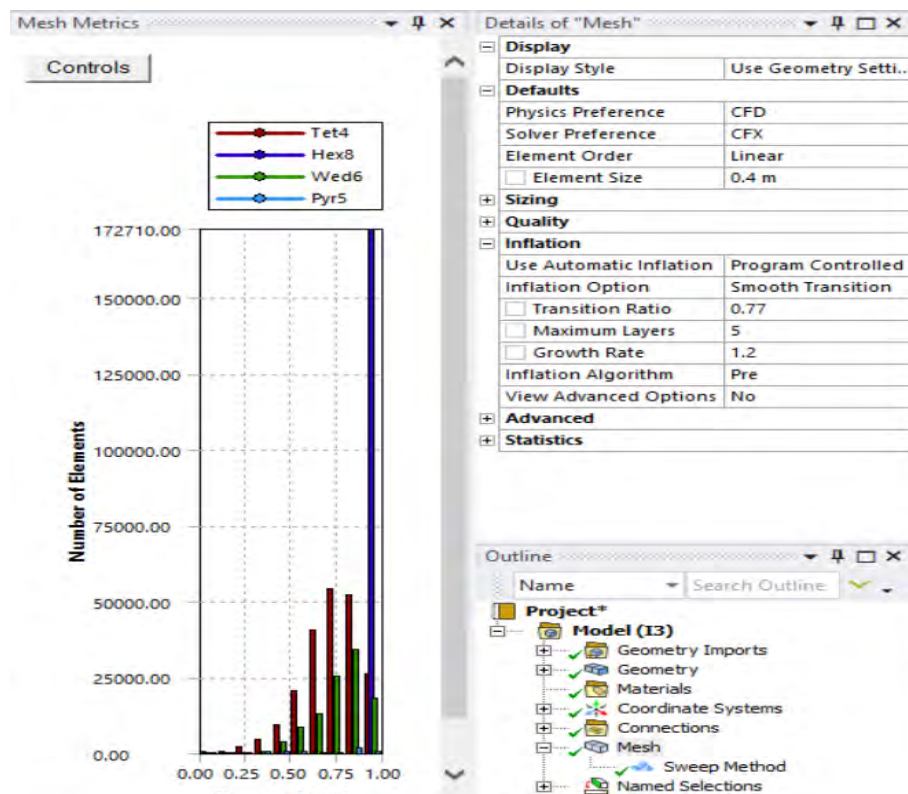 Mesh Metrics
Controls
Tet4
Hex8
Wed6
Pyr5
172710.00
150000.00
125000.00
100000.00
75000.00
50000.00
25000.00
0.00
Number of Elements
0.00 0.25 0.50 0.75 1.00
Details of "Mesh"
Display
Display Style Use Geometry Setti..
Defaults
Physics Preference CFD
Solver Preference CFX
Element Order Linear
Element Size 0.4 m
Sizing
Quality
Inflation
Use Automatic Inflation Program Controlled
Inflation Option Smooth Transition
Transition Ratio 0.77
Maximum Layers 5
Growth Rate 1.2
Inflation Algorithm Pre
View Advanced Options No
Advanced
Statistics
Outline
Name Search Outline
Project*
Model (I3)
Geometry Imports
Geometry
Materials
Coordinate Systems
Connections
Mesh
Sweep Method
Named Selections